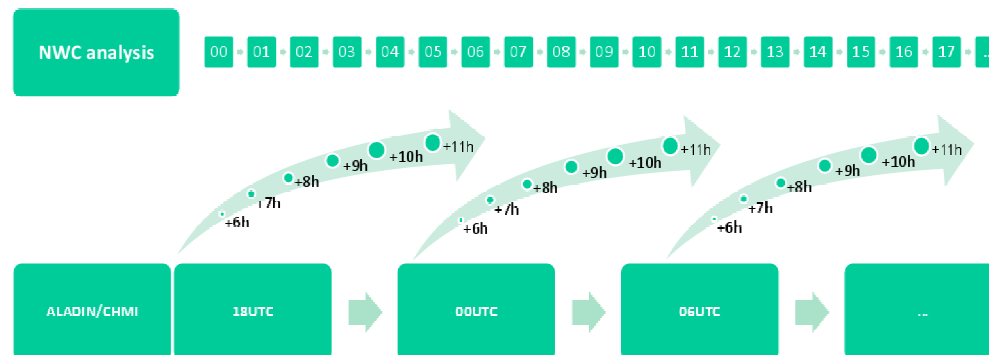 NWC analysis
00 01 02 03 04 05 06 07 08 09 10 11 12 13 14 15 16 17 ...
+6h +7h +8h +9h +10h +11h
+6h +7h +8h +9h +10h +11h
+6h +7h +8h +9h +10h +11h
ALADIN/CHMI 18UTC 00UTC 06UTC ...